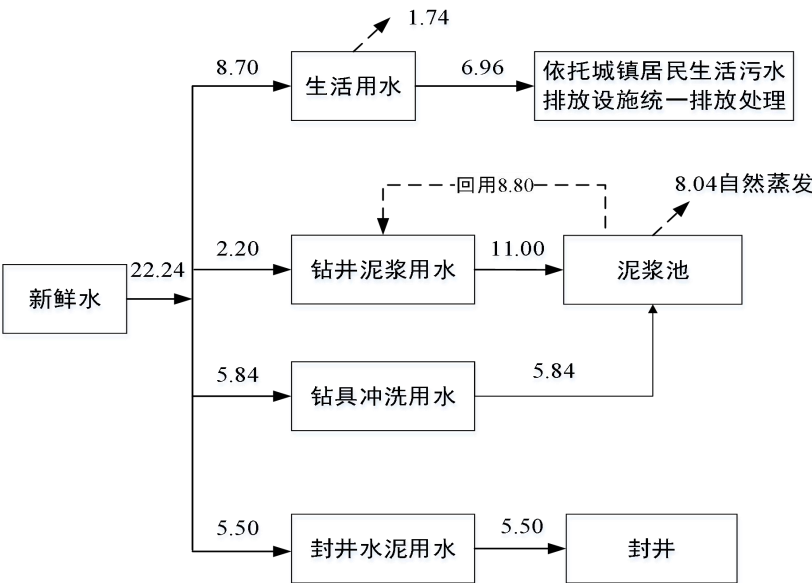 1.74
8.70
生活用水
6.96
依托城镇居民生活污水
排放设施统一排放处理
回用8.80
8.04自然蒸发
新鲜水
22.24
2.20
钻井泥浆用水
11.00
泥浆池
5.84
钻具冲洗用水
5.84
5.50
封井水泥用水
5.50
封井